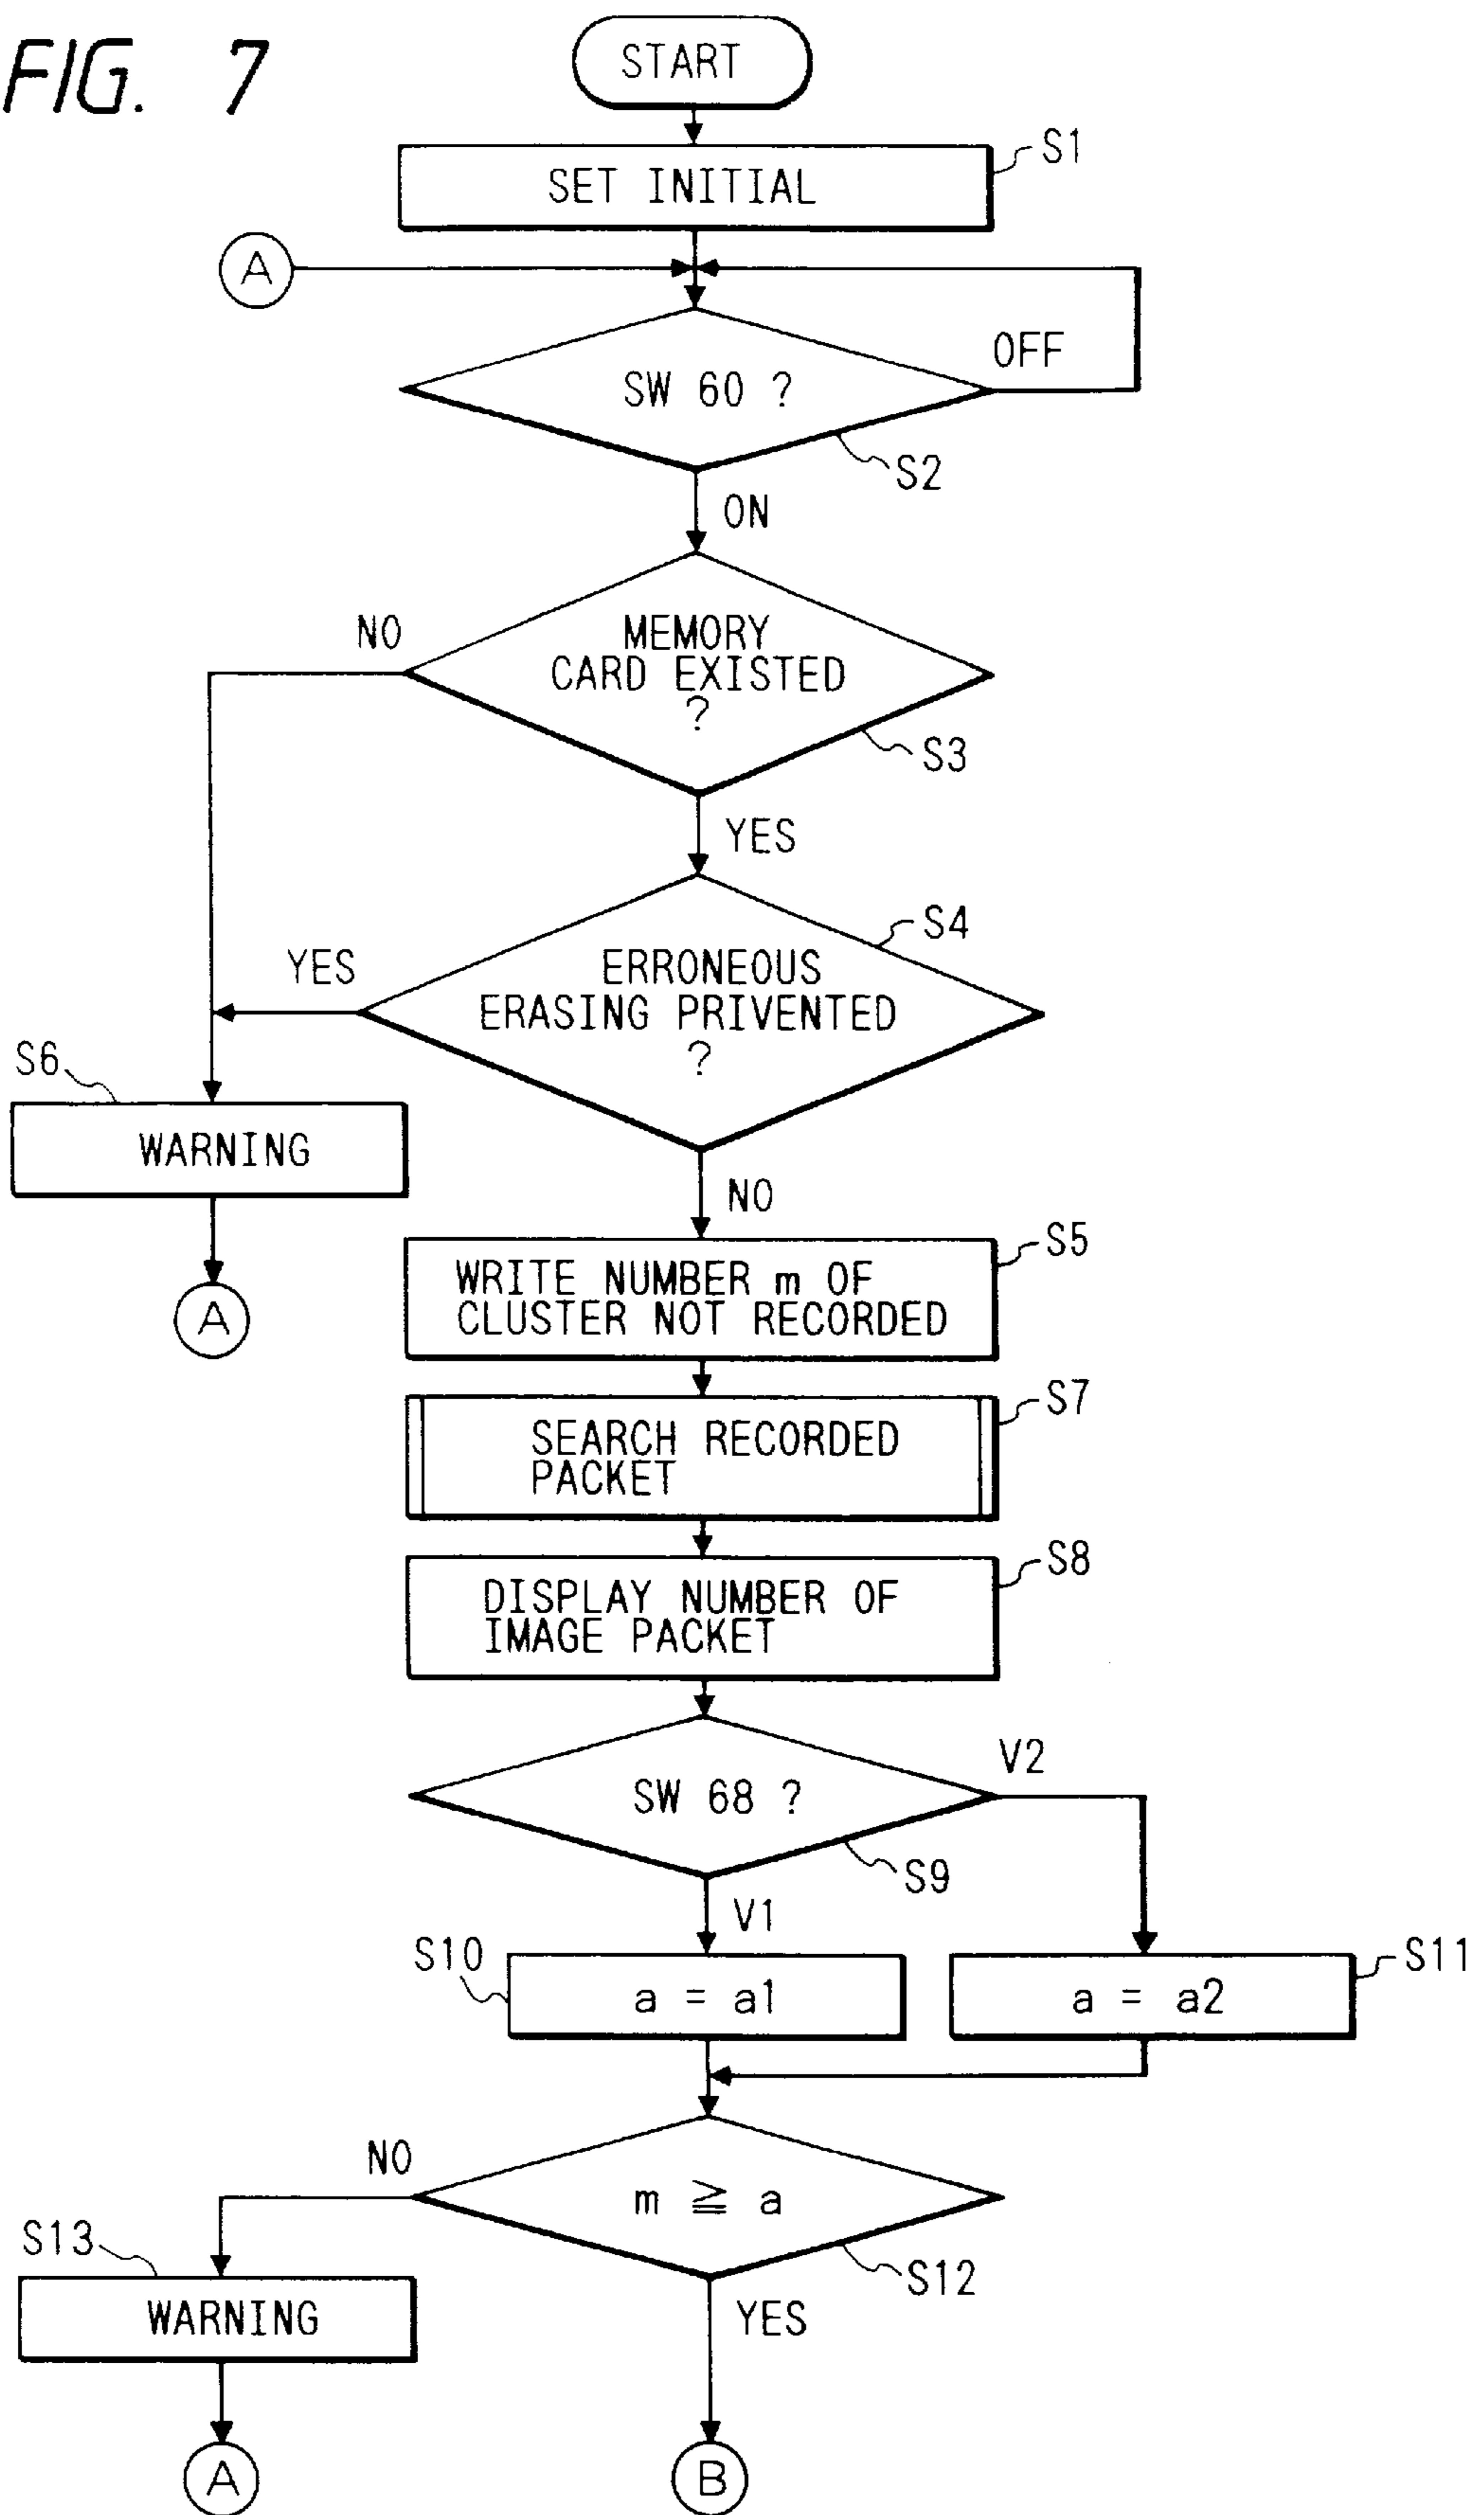 FIG. 7
START
S1
SET INITIAL
A
OFF
SW 60 ?
S2
ON
NO
MEMORY
CARD EXISTED
?
S3
YES
S4
YES
ERRONEOUS
ERASING PRIVENTED
?
S6
WARNING
NO
A
S5
WRITE NUMBER m OF
CLUSTER NOT RECORDED
S7
SEARCH RECORDED
PACKET
S8
DISPLAY NUMBER OF
IMAGE PACKET
V2
SW 68 ?
S9
V1
S10
a = a1
S11
a = a2
NO
m ≧ a
S13
S12
WARNING
YES
A
B